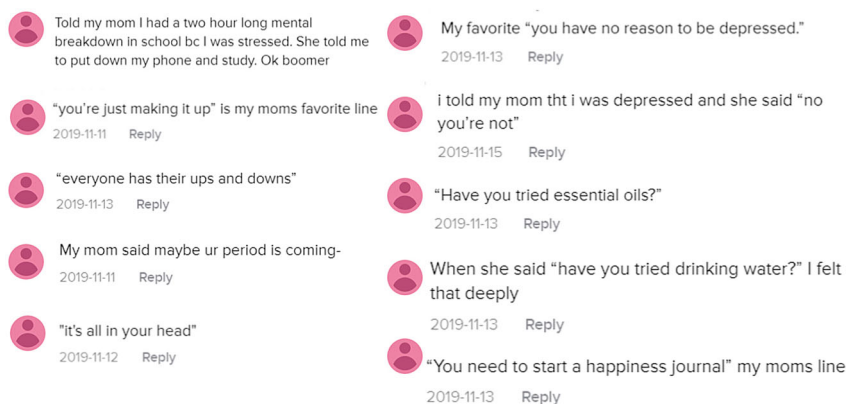 Told my mom I had a two hour long mental
breakdown in school bc I was stressed. She told me
to put down my phone and study. Ok boomer
“you’re just making it up” is my moms favorite line
2019-11-11 Reply
“everyone has their ups and downs”
2019-11-13 Reply
My mom said maybe ur period is coming-
2019-11-11 Reply
"it's all in your head"
2019-11-12 Reply
My favorite “you have no reason to be depressed.”
2019-11-13 Reply
i told my mom tht i was depressed and she said “no
you’re not”
2019-11-15 Reply
“Have you tried essential oils?”
2019-11-13 Reply
When she said “have you tried drinking water?” I felt
that deeply
2019-11-13 Reply
“You need to start a happiness journal” my moms line
2019-11-13 Reply